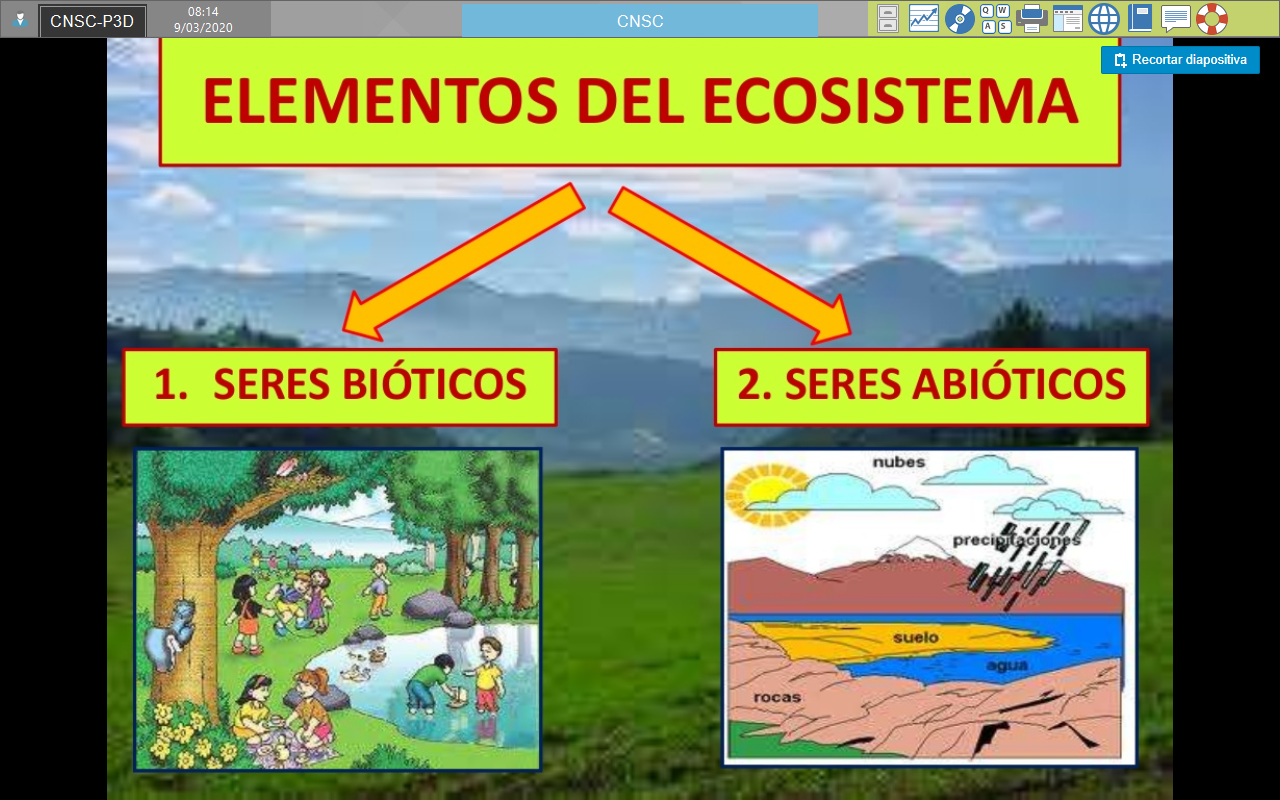 CNSC-P3D
08:14
9/03/2020
CNSC
Q W
A S
Recortar diapositiva
ELEMENTOS DEL ECOSISTEMA
1. SERES BIÓTICOS
2. SERES ABIÓTICOS
nubes
precipitaciones
suelo
agua
rocas